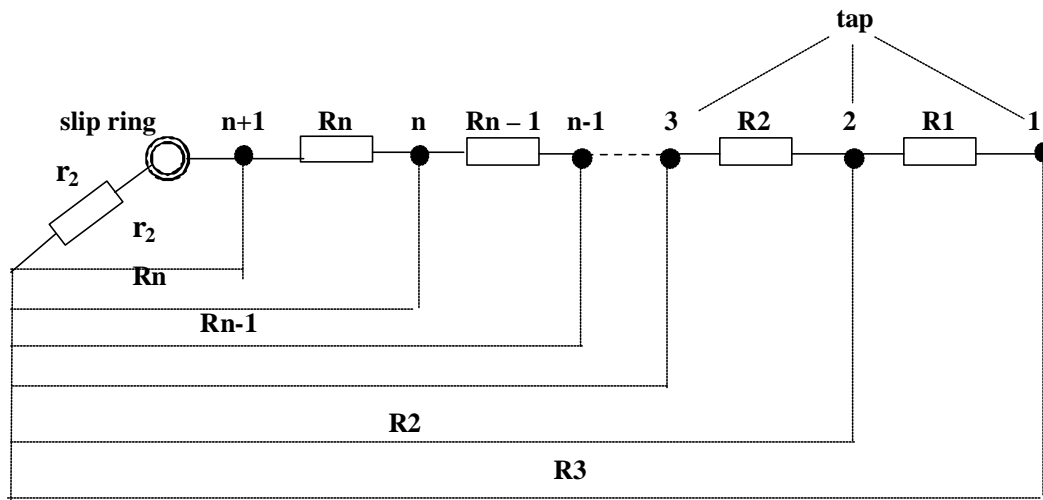 tap
slip ring n+1 Rn n Rn – 1 n-1 3 R2 2 R1 1
r₂
r₂
Rn
Rn-1
R2
R3